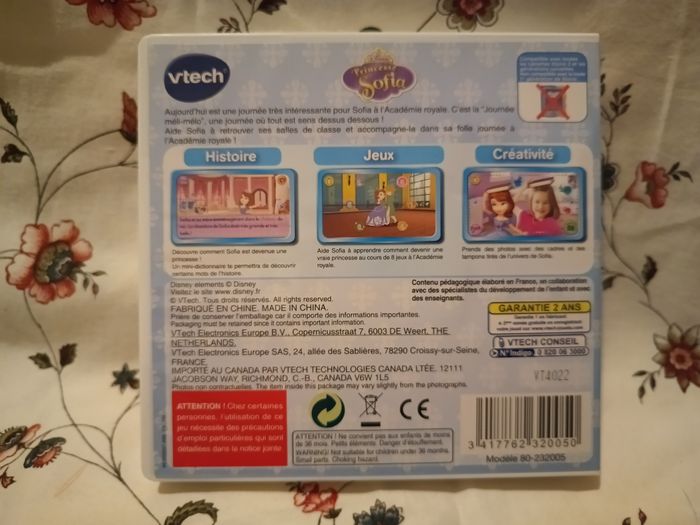 vtech
Disney
Princesse
Sofia
Compatible avec toutes
Aujourd'hui est une journée très intéressante pour Sofia à l'Académie royale. C'est la "Journée
méli-mélo", une journée où tout est sens dessus dessous !
Aide Sofia à retrouver ses salles de classe et accompagne-la dans sa folle journée à
l'Académie royale !
Histoire
Jeux
Créativité
Découvre comment Sofia est devenue une
princesse !
Un mini-dictionnaire te permettra de découvrir
certains mots de l'histoire.
Aide Sofia à apprendre comment devenir une
vraie princesse au cours de 8 jeux à l'Académie
royale.
Prends des photos avec des cadres et des
tampons tirés de l'univers de Sofia.
Disney elements © Disney
Visitez le site www.disney.fr
© VTech. Tous droits réservés. All rights reserved.
FABRIQUÉ EN CHINE. MADE IN CHINA.
Prière de conserver l'emballage car il comporte des informations importantes.
Packaging must be retained since it contains important information.
VTech Electronics Europe B.V., Copernicusstraat 7, 6003 DE Weert, THE
NETHERLANDS.
VTech Electronics Europe SAS, 24, allée des Sablières, 78290 Croissy-sur-Seine,
FRANCE.
IMPORTÉ AU CANADA PAR VTECH TECHNOLOGIES CANADA LTÉE. 12111
JACOBSON WAY, RICHMOND, C.-B., CANADA V6W 1L5
Photos non contractuelles. The item inside this package may vary slightly from the photographs.
Contenu pédagogique élaboré en France, en collaboration
avec des spécialistes du développement de l'enfant et avec
des enseignants.
GARANTIE 2 ANS
VTECH CONSEIL
N° Indigo 0 820 06 3000
VT4022
ATTENTION ! Chez certaines
personnes, l'utilisation de ce
jeu nécessite des précautions
d'emploi particulières qui sont
détaillées dans la notice jointe
CE
ATTENTION ! Ne convient pas aux enfants de moins
de 36 mois. Petits éléments. Danger d'étouffement.
WARNING! Not suitable for children under 36 months.
Small parts. Choking hazard.
3 417762 320050
Modèle 80-232005